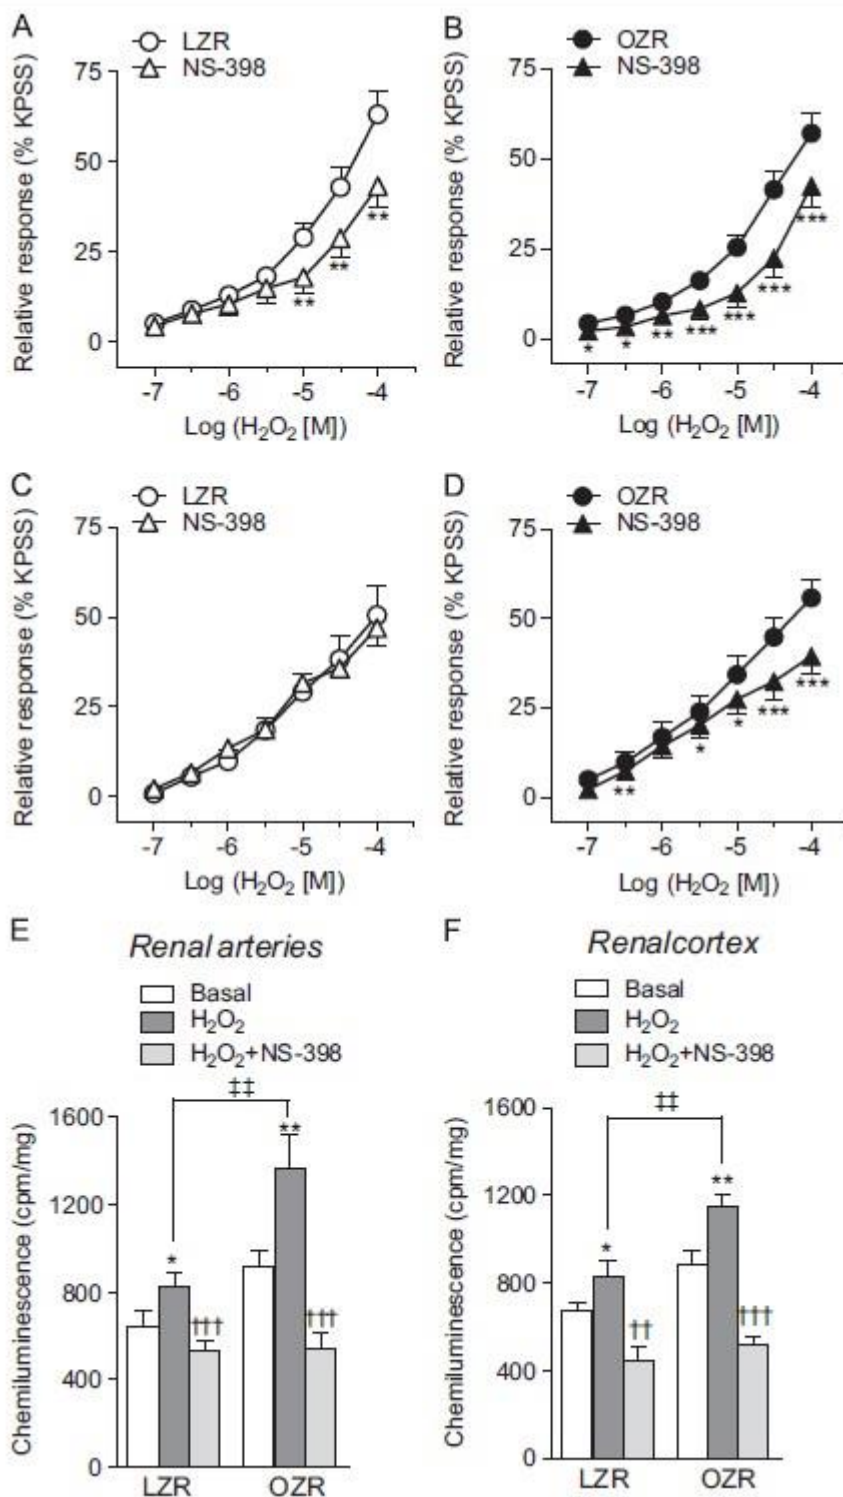 A
LZR
NS-398
Relative response (% KPSS)
75
50
25
0
**
**
**
-7
-6
-5
-4
Log (H₂O₂ [M])
B
OZR
NS-398
Relative response (% KPSS)
75
50
25
0
*
*
**
***
***
***
***
-7
-6
-5
-4
Log (H₂O₂ [M])
C
LZR
NS-398
Relative response (% KPSS)
75
50
25
0
-7
-6
-5
-4
Log (H₂O₂ [M])
D
OZR
NS-398
Relative response (% KPSS)
75
50
25
0
**
*
*
***
***
-7
-6
-5
-4
Log (H₂O₂ [M])
E
Renal arteries
Basal
H₂O₂
H₂O₂+NS-398
Chemiluminescence (cpm/mg)
1600
1200
800
400
0
‡‡
*
†††
**
†††
LZR
OZR
F
Renalcortex
Basal
H₂O₂
H₂O₂+NS-398
Chemiluminescence (cpm/mg)
1600
1200
800
400
0
‡‡
*
††
**
†††
LZR
OZR